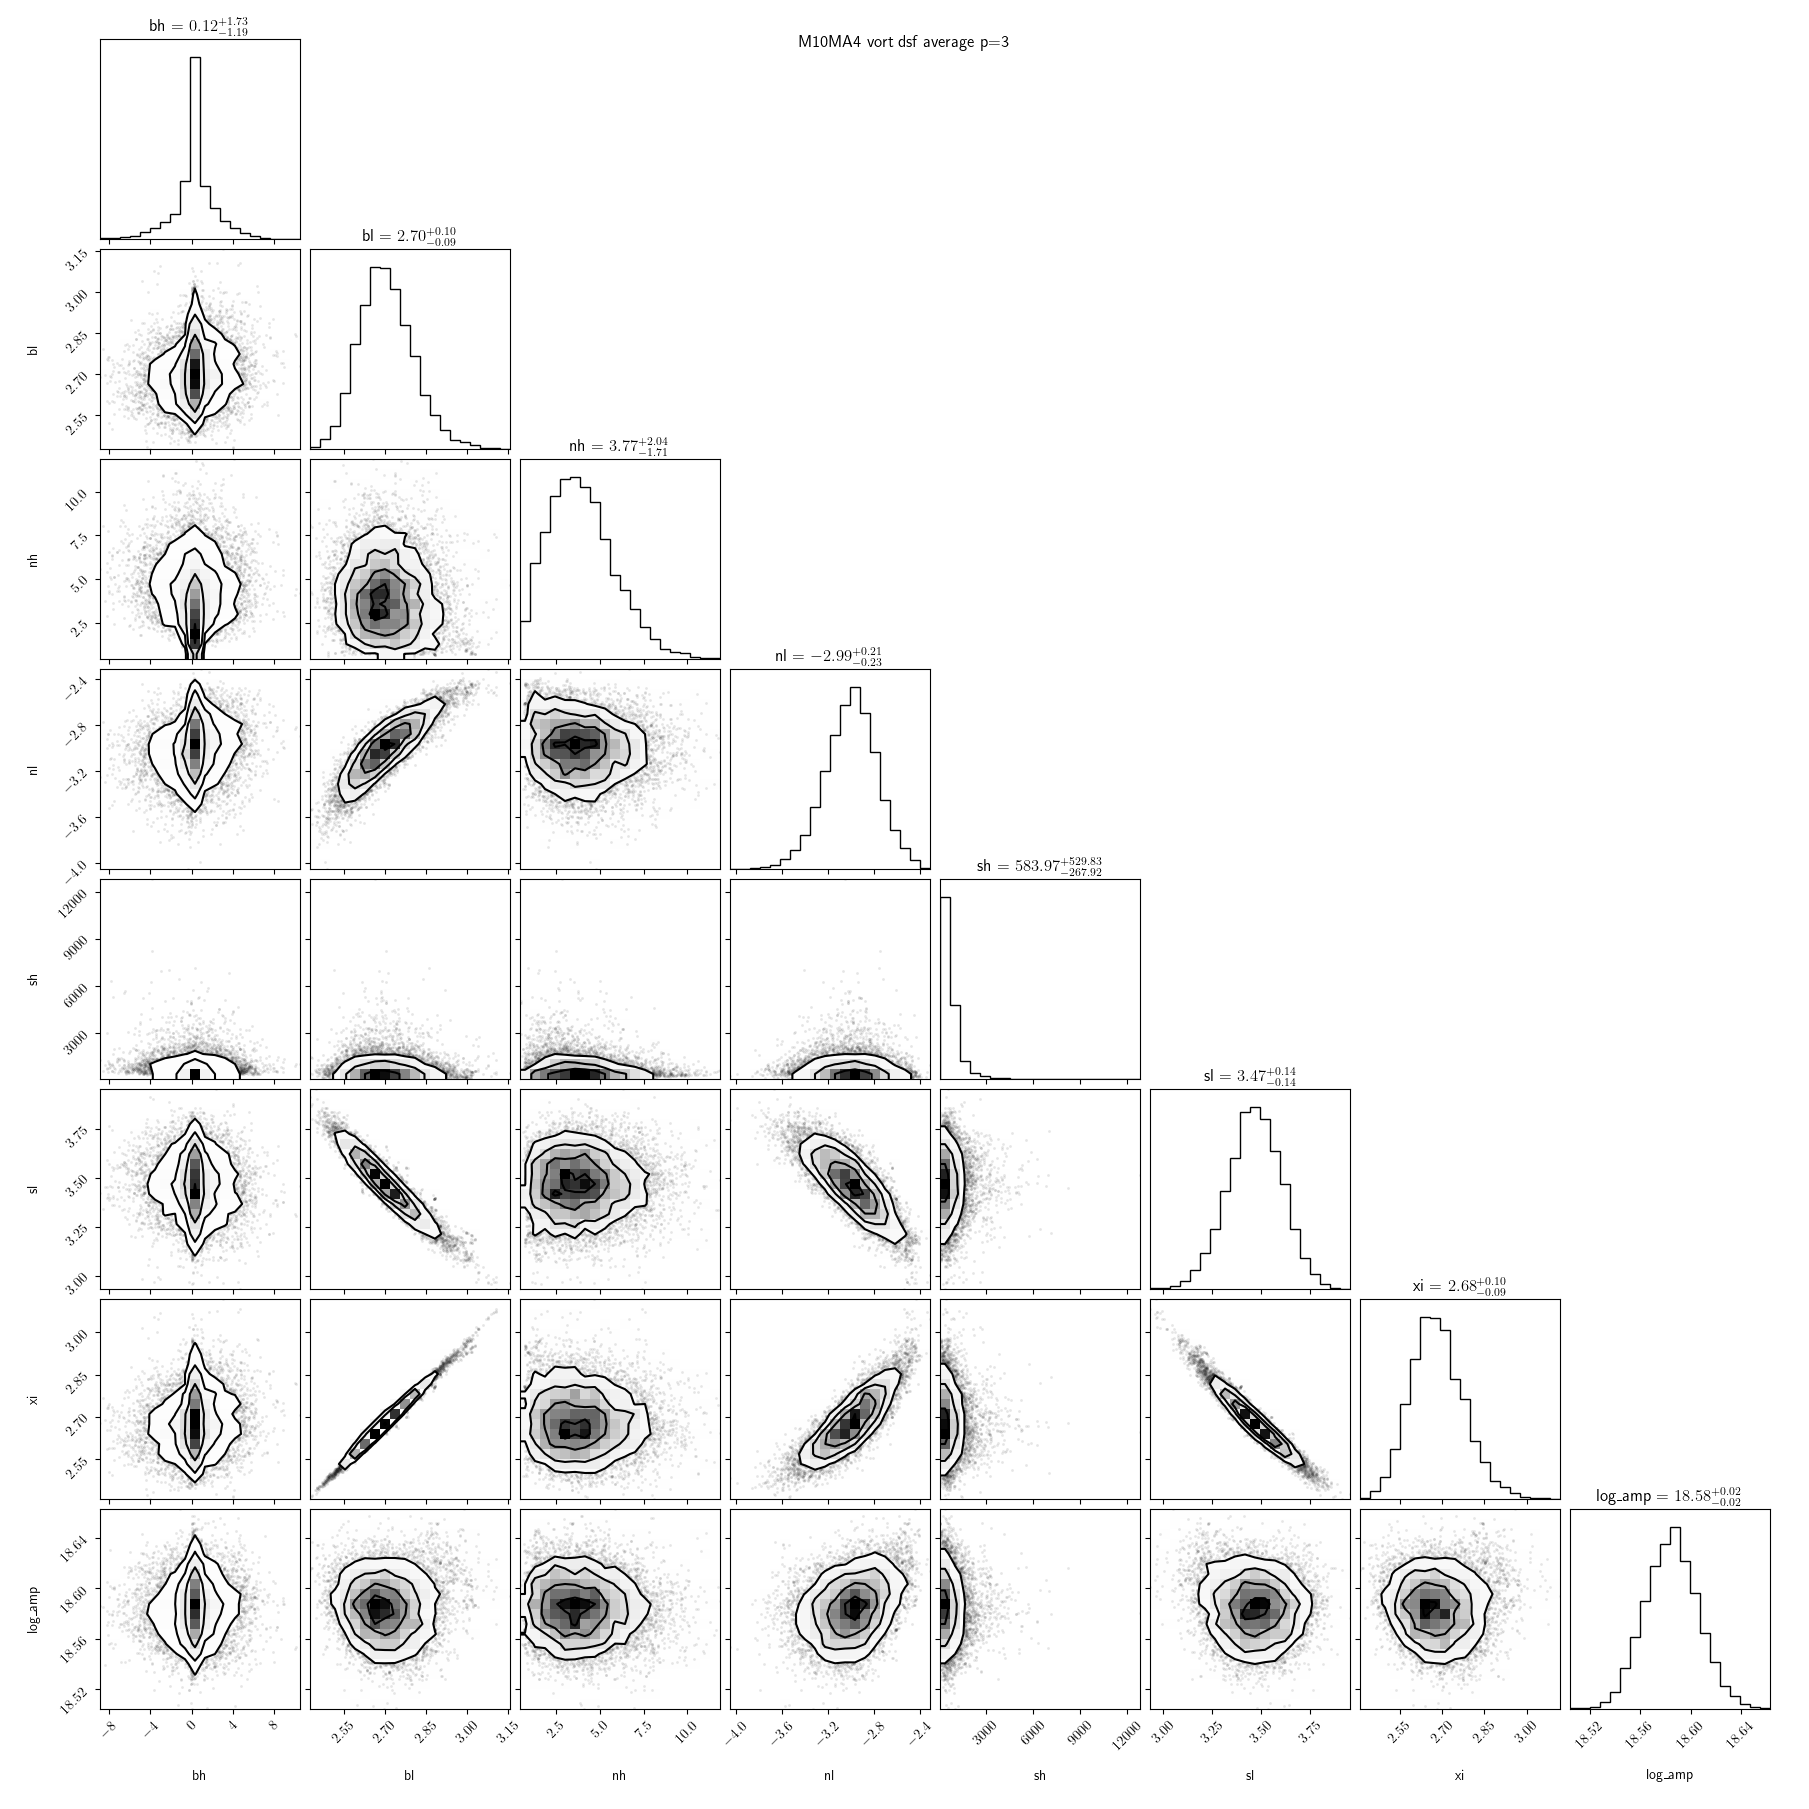 bh = 0.12^{+1.73}_{-1.19}
M10MA4 vort dsf average p=3
bl = 2.70^{+0.10}_{-0.09}
3.15
3.00
2.85
2.70
2.55
bl
nh = 3.77^{+2.04}_{-1.71}
10.0
7.5
5.0
2.5
nh
nl = −2.99^{+0.21}_{-0.23}
−2.4
−2.8
−3.2
−3.6
−4.0
nl
sh = 583.97^{+529.83}_{-267.92}
12000
9000
6000
3000
sh
sl = 3.47^{+0.14}_{-0.14}
3.75
3.50
3.25
3.00
sl
xi = 2.68^{+0.10}_{-0.09}
3.00
2.85
2.70
2.55
xi
log_amp = 18.58^{+0.02}_{-0.02}
18.64
18.60
18.56
18.52
log_amp
−8 −4 0 4 8
2.55 2.70 2.85 3.00 3.15
2.5 5.0 7.5 10.0
−4.0 −3.6 −3.2 −2.8 −2.4
3000 6000 9000 12000
3.00 3.25 3.50 3.75
2.55 2.70 2.85 3.00
18.52 18.56 18.60 18.64
bh bl nh nl sh sl xi log_amp